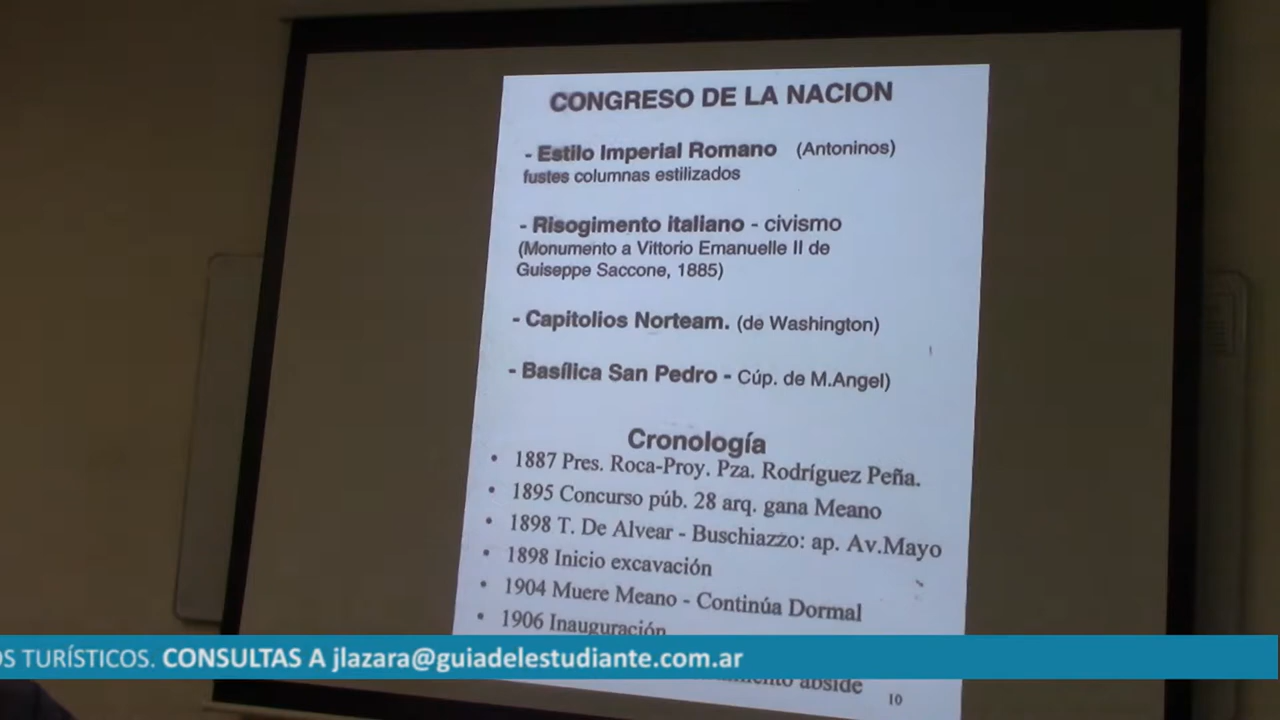 CONGRESO DE LA NACION
- Estilo Imperial Romano (Antoninos)
fustes columnas estilizados
- Risogimento italiano - civismo
(Monumento a Vittorio Emanuelle II de
Guiseppe Saccone, 1885)
- Capitolios Norteam. (de Washington)
- Basílica San Pedro - Cúp. de M.Angel)
Cronología
• 1887 Pres. Roca-Proy. Pza. Rodríguez Peña.
• 1895 Concurso púb. 28 arq. gana Meano
• 1898 T. De Alvear - Buschiazzo: ap. Av.Mayo
• 1898 Inicio excavación
• 1904 Muere Meano - Continúa Dormal
• 1906 Inauguración
OS TURÍSTICOS. CONSULTAS A jlazara@guiadelestudiante.com.ar
abside
10